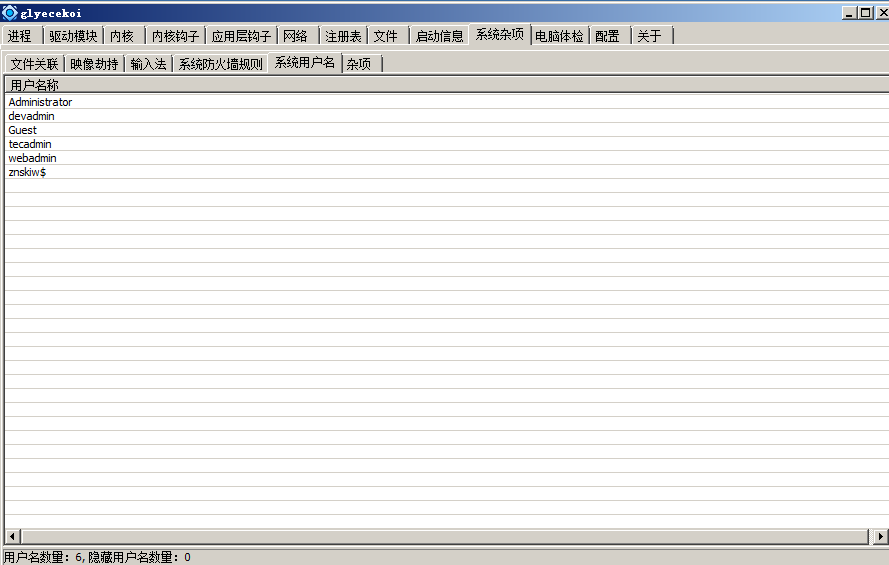 glyecekoi
进程 驱动模块 内核 内核钩子 应用层钩子 网络 注册表 文件 启动信息 系统杂项 电脑体检 配置 关于
文件关联 映像劫持 输入法 系统防火墙规则 系统用户名 杂项
用户名称
Administrator
devadmin
Guest
tecadmin
webadmin
znskiw$
用户名数量: 6, 隐藏用户名数量: 0